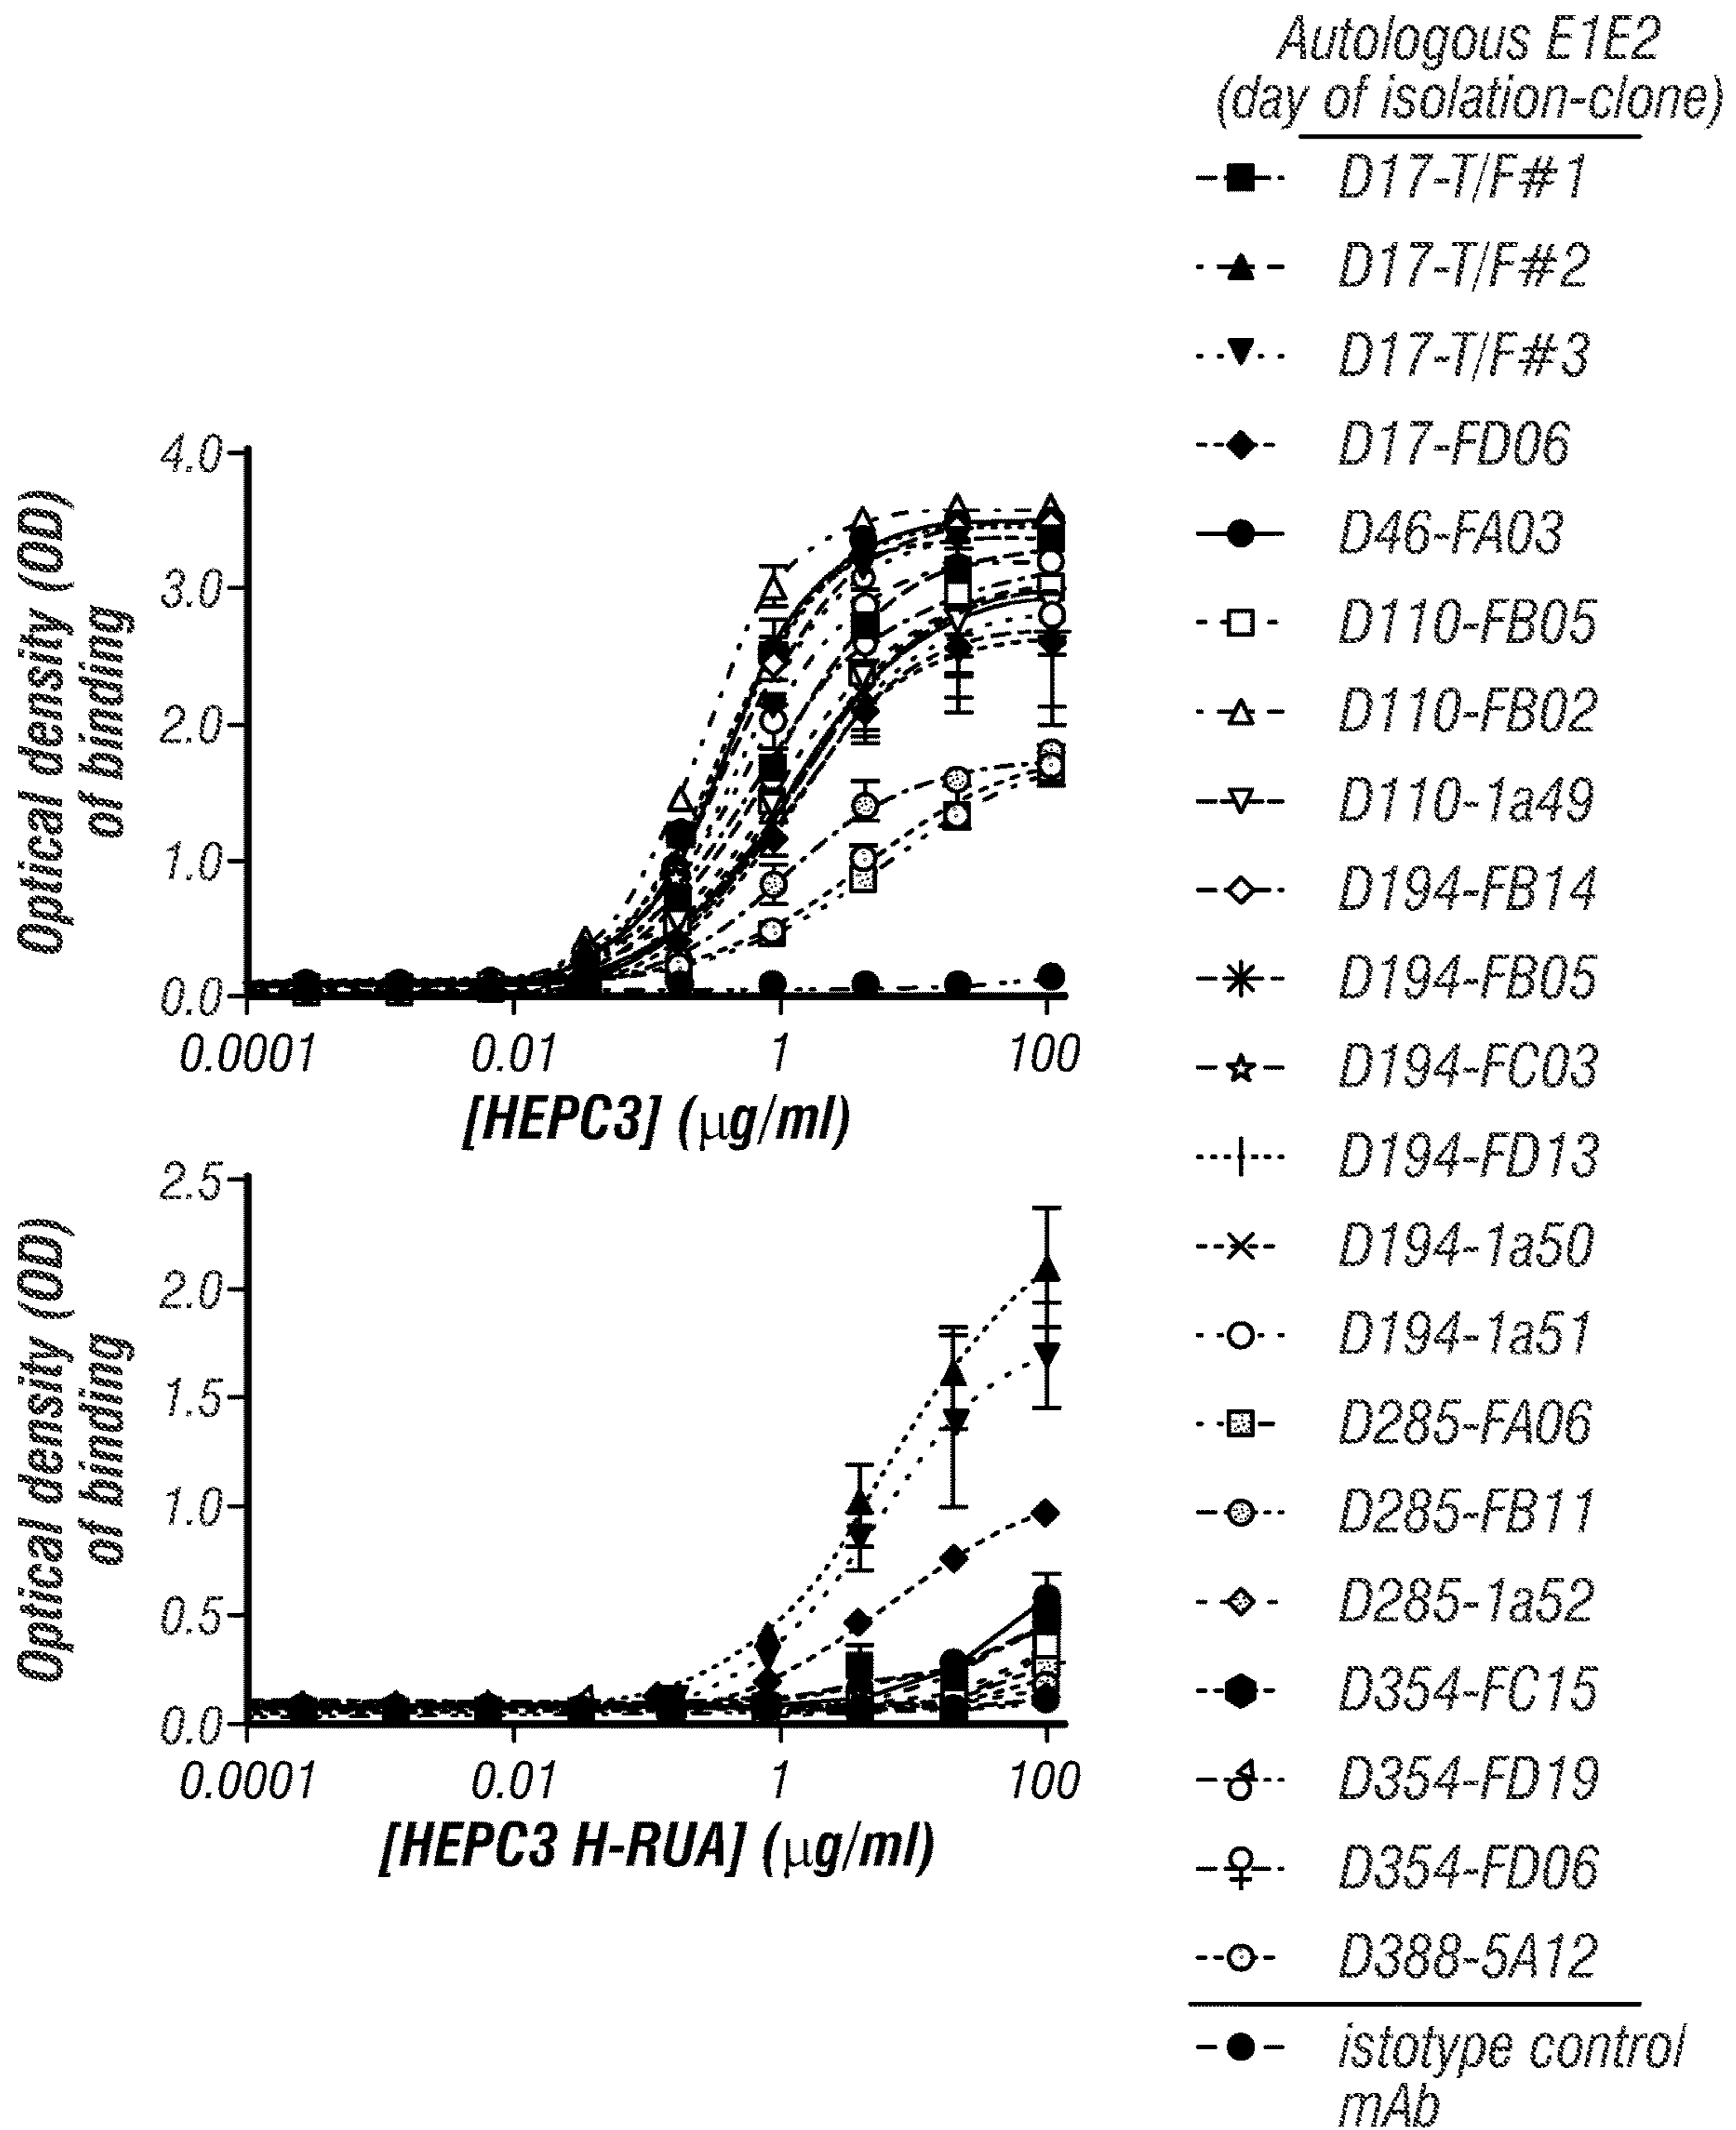 Autologous E1E2
(day of isolation-clone)
D17-T/F#1
D17-T/F#2
D17-T/F#3
D17-FD06
D46-FA03
D110-FB05
D110-FB02
D110-1a49
D194-FB14
D194-FB05
D194-FC03
D194-FD13
D194-1a50
D194-1a51
D285-FA06
D285-FB11
D285-1a52
D354-FC15
D354-FD19
D354-FD06
D388-5A12
istotype control
mAb
Optical density (OD)
of binding
4.0
3.0
2.0
1.0
0.0
0.0001 0.01 1 100
[HEPC3] (μg/ml)
Optical density (OD)
of binding
2.5
2.0
1.5
1.0
0.5
0.0
0.0001 0.01 1 100
[HEPC3 H-RUA] (μg/ml)